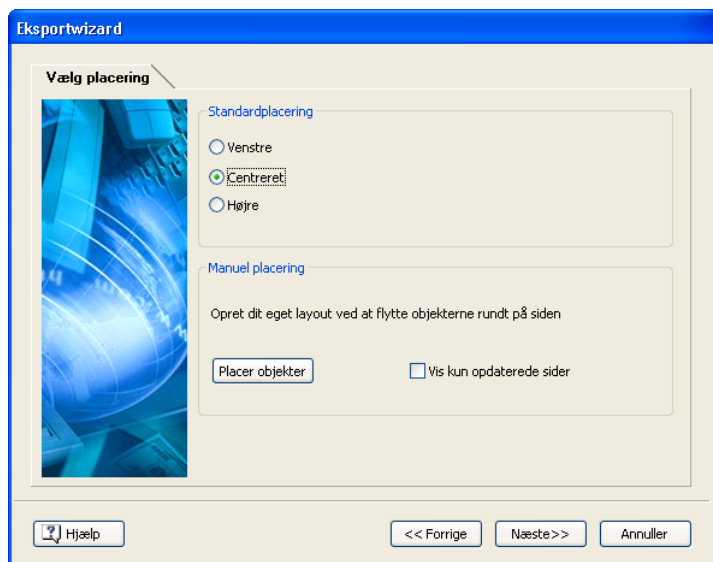 Eksportwizard
Vælg placering
Standardplacering
Venstre
Centreret
Højre
Manuel placering
Opret dit eget layout ved at flytte objekterne rundt på siden
Placer objekter
Vis kun opdaterede sider
Hjælp
<< Forrige
Næste>>
Annuller